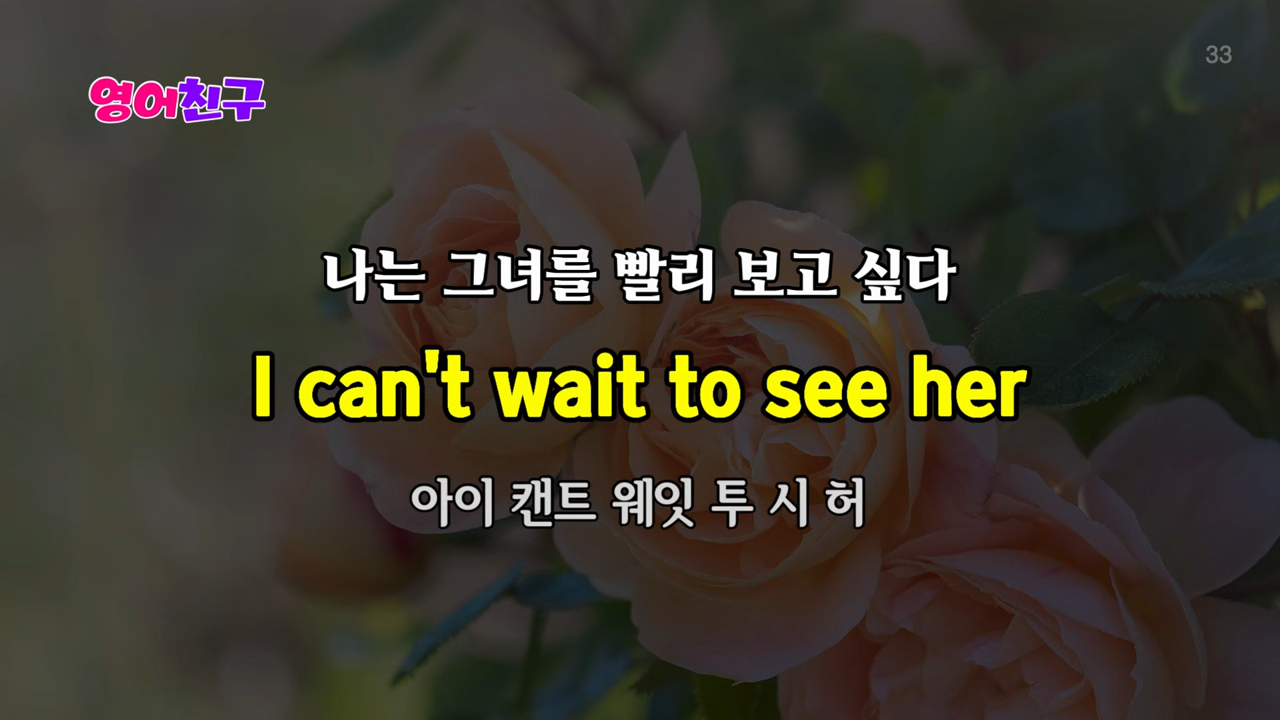 영어친구
33
나는 그녀를 빨리 보고 싶다
I can't wait to see her
아이 캔트 웨잇 투 시 허